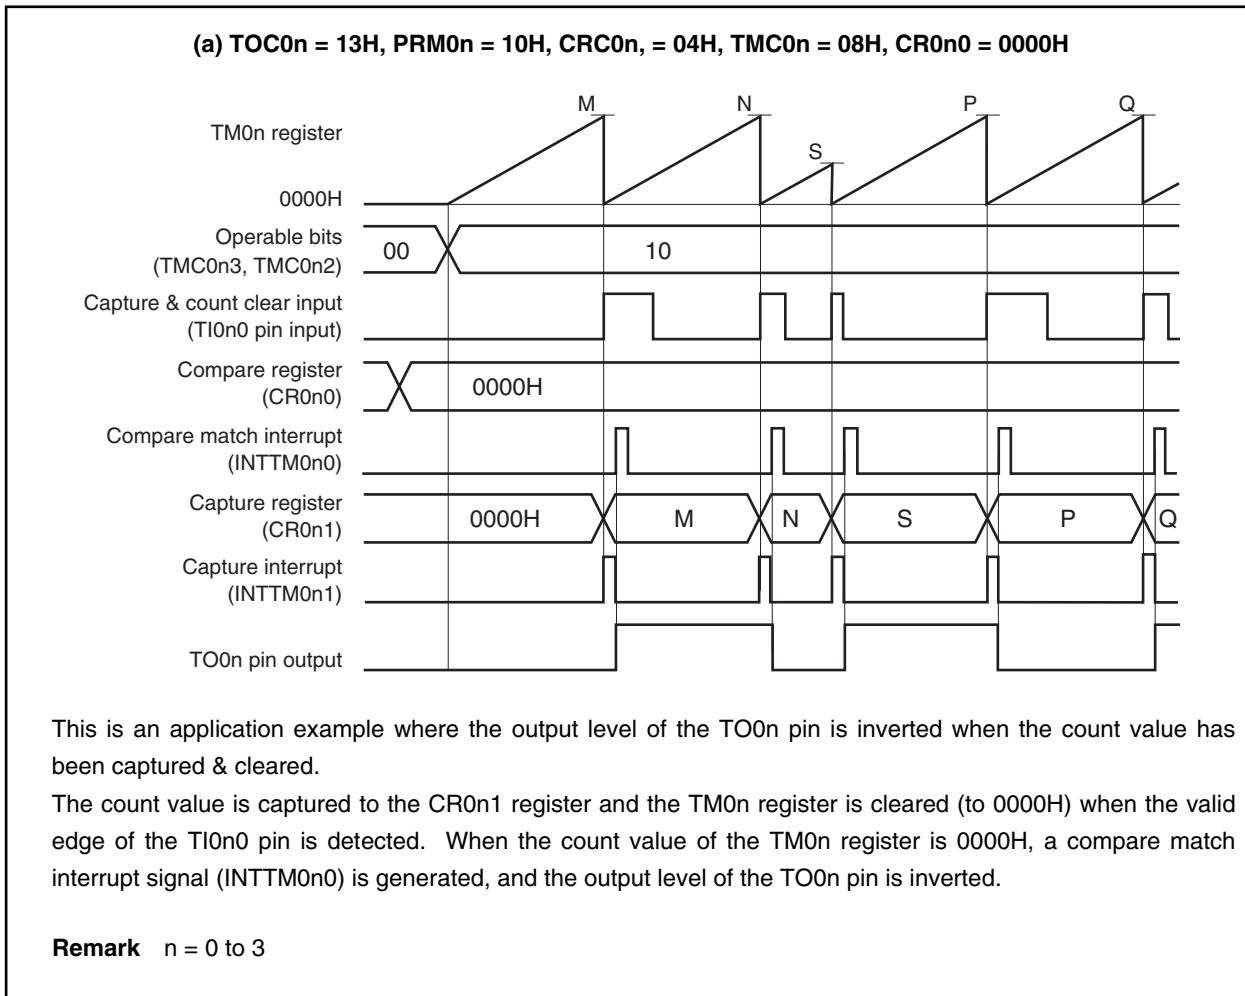 (a) TOC0n = 13H, PRM0n = 10H, CRC0n, = 04H, TMC0n = 08H, CR0n0 = 0000H
M
N
S
P
Q
TM0n register
0000H
Operable bits
(TMC0n3, TMC0n2)
00
10
Capture & count clear input
(TI0n0 pin input)
Compare register
(CR0n0)
0000H
Compare match interrupt
(INTTM0n0)
Capture register
(CR0n1)
0000H
M
N
S
P
Q
Capture interrupt
(INTTM0n1)
TO0n pin output
This is an application example where the output level of the TO0n pin is inverted when the count value has
been captured & cleared.
The count value is captured to the CR0n1 register and the TM0n register is cleared (to 0000H) when the valid
edge of the TI0n0 pin is detected. When the count value of the TM0n register is 0000H, a compare match
interrupt signal (INTTM0n0) is generated, and the output level of the TO0n pin is inverted.
Remark n = 0 to 3